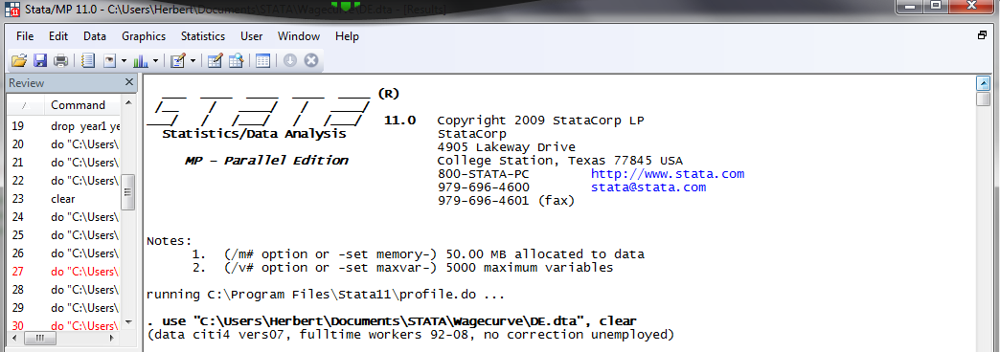 Stata/MP 11.0 - C:\Users\Herbert\Documents\STATA\Wagecurve\DE.dta - [Results]
File Edit Data Graphics Statistics User Window Help
Review
/ Command
19 drop year1 ye
20 do "C:\Users\
21 do "C:\Users\
22 do "C:\Users\
23 clear
24 do "C:\Users\
25 do "C:\Users\
26 do "C:\Users\
27 do "C:\Users\
28 do "C:\Users\
29 do "C:\Users\
30 do "C:\Users\
STATA (R)
11.0 Copyright 2009 StataCorp LP
Statistics/Data Analysis StataCorp
4905 Lakeway Drive
MP - Parallel Edition College Station, Texas 77845 USA
800-STATA-PC http://www.stata.com
979-696-4600 stata@stata.com
979-696-4601 (fax)
Notes:
1. (/m# option or -set memory-) 50.00 MB allocated to data
2. (/v# option or -set maxvar-) 5000 maximum variables
running C:\Program Files\Stata11\profile.do ...
. use "C:\Users\Herbert\Documents\STATA\Wagecurve\DE.dta", clear
(data citi4 vers07, fulltime workers 92-08, no correction unemployed)